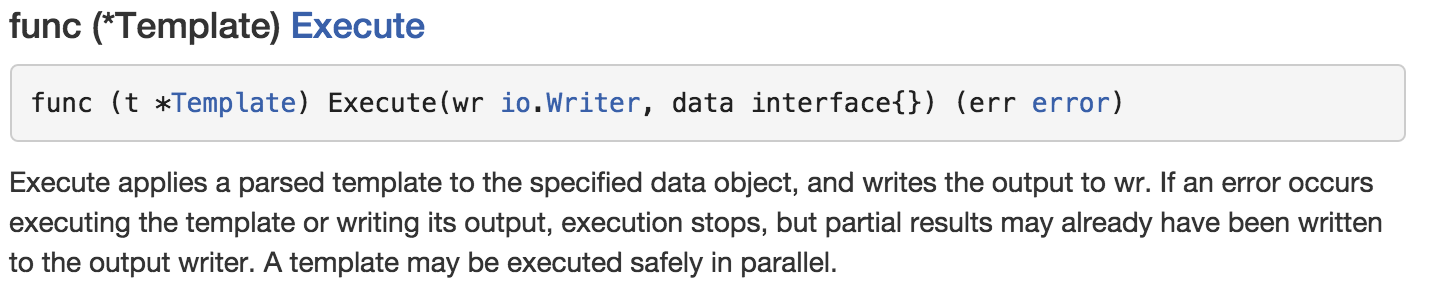 func (*Template) Execute
func (t *Template) Execute(wr io.Writer, data interface{}) (err error)
Execute applies a parsed template to the specified data object, and writes the output to wr. If an error occurs
executing the template or writing its output, execution stops, but partial results may already have been written
to the output writer. A template may be executed safely in parallel.